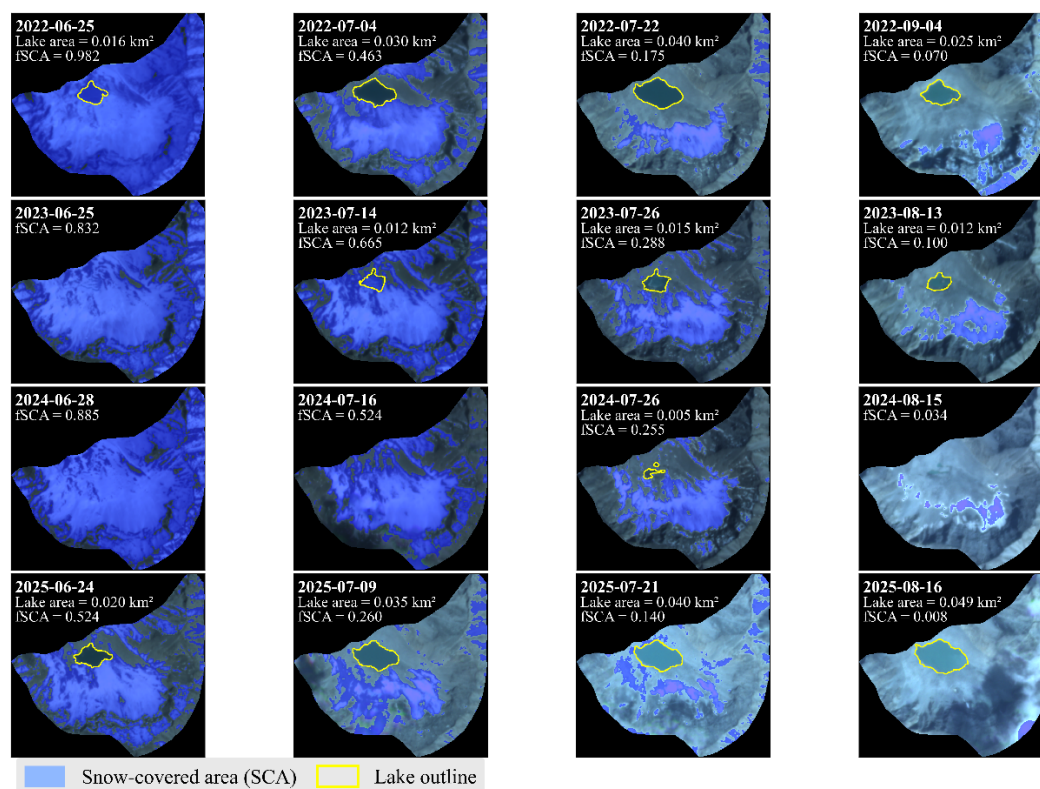 2022-06-25
Lake area = 0.016 km²
fSCA = 0.982
2022-07-04
Lake area = 0.030 km²
fSCA = 0.463
2022-07-22
Lake area = 0.040 km²
fSCA = 0.175
2022-09-04
Lake area = 0.025 km²
fSCA = 0.070
2023-06-25
fSCA = 0.832
2023-07-14
Lake area = 0.012 km²
fSCA = 0.665
2023-07-26
Lake area = 0.015 km²
fSCA = 0.288
2023-08-13
Lake area = 0.012 km²
fSCA = 0.100
2024-06-28
fSCA = 0.885
2024-07-16
fSCA = 0.524
2024-07-26
Lake area = 0.005 km²
fSCA = 0.255
2024-08-15
fSCA = 0.034
2025-06-24
Lake area = 0.020 km²
fSCA = 0.524
2025-07-09
Lake area = 0.035 km²
fSCA = 0.260
2025-07-21
Lake area = 0.040 km²
fSCA = 0.140
2025-08-16
Lake area = 0.049 km²
fSCA = 0.008
Snow-covered area (SCA)
Lake outline